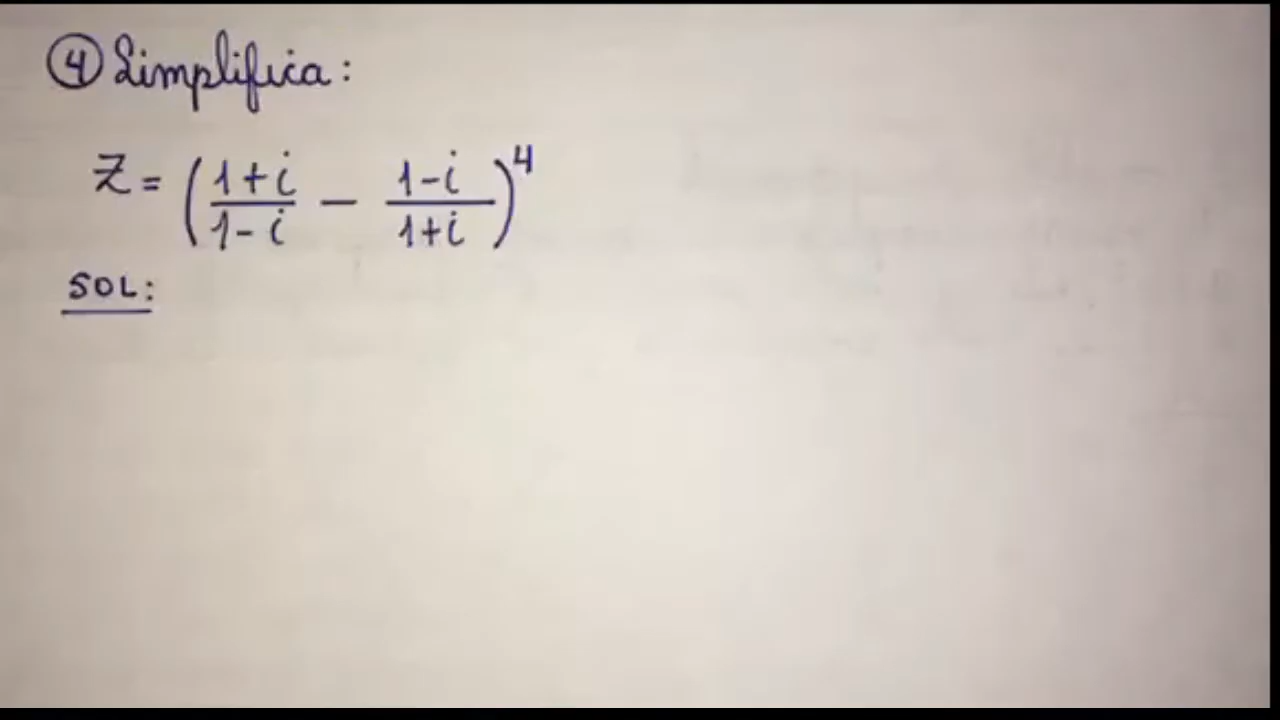 ④ Simplifica:
Z = ((1+i)/(1-i) - (1-i)/(1+i))^4
SOL: